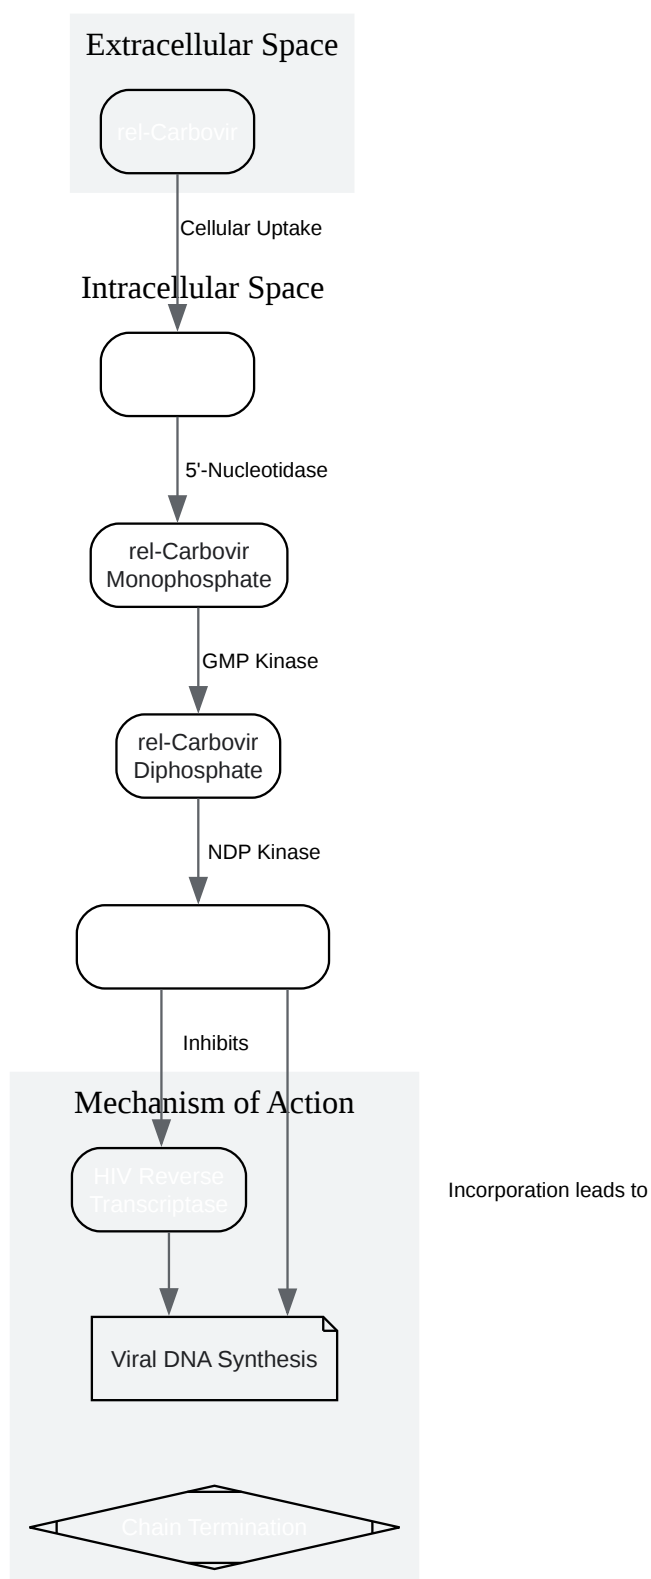 Extracellular Space
rel-Carbovir
Cellular Uptake
Intracellular Space
5'-Nucleotidase
rel-Carbovir
Monophosphate
GMP Kinase
rel-Carbovir
Diphosphate
NDP Kinase
Inhibits
Mechanism of Action
HIV Reverse
Transcriptase
Incorporation leads to
Viral DNA Synthesis
Chain Termination